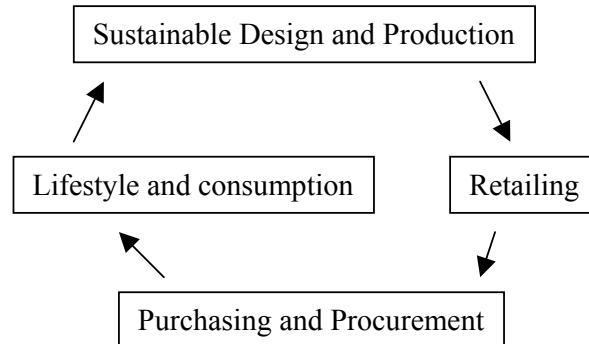 Sustainable Design and Production
Lifestyle and consumption
Retailing
Purchasing and Procurement